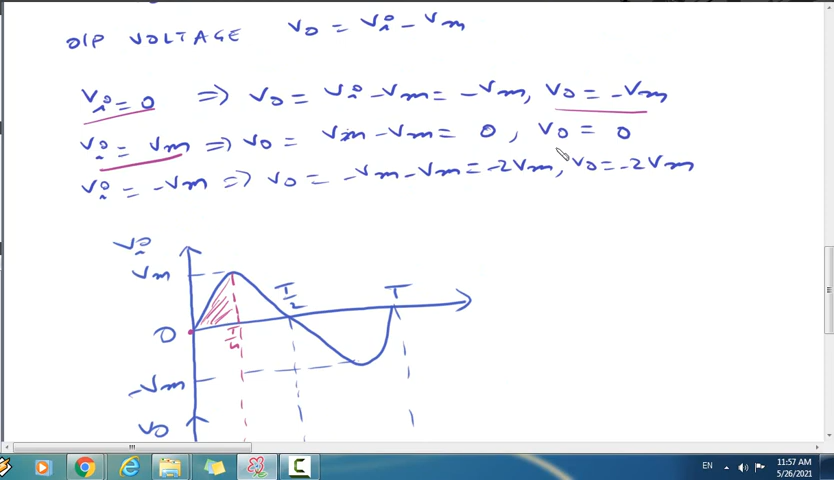 O/P VOLTAGE Vo = Vi - Vm
Vi = 0 => Vo = Vi - Vm = -Vm, Vo = -Vm
Vi = Vm => Vo = Vm - Vm = 0, Vo = 0
Vi = -Vm => Vo = -Vm - Vm = -2Vm, Vo = -2Vm
Vi
Vm
T/2
T
0
T/4
-Vm
Vo
EN
11:57 AM
5/26/2021